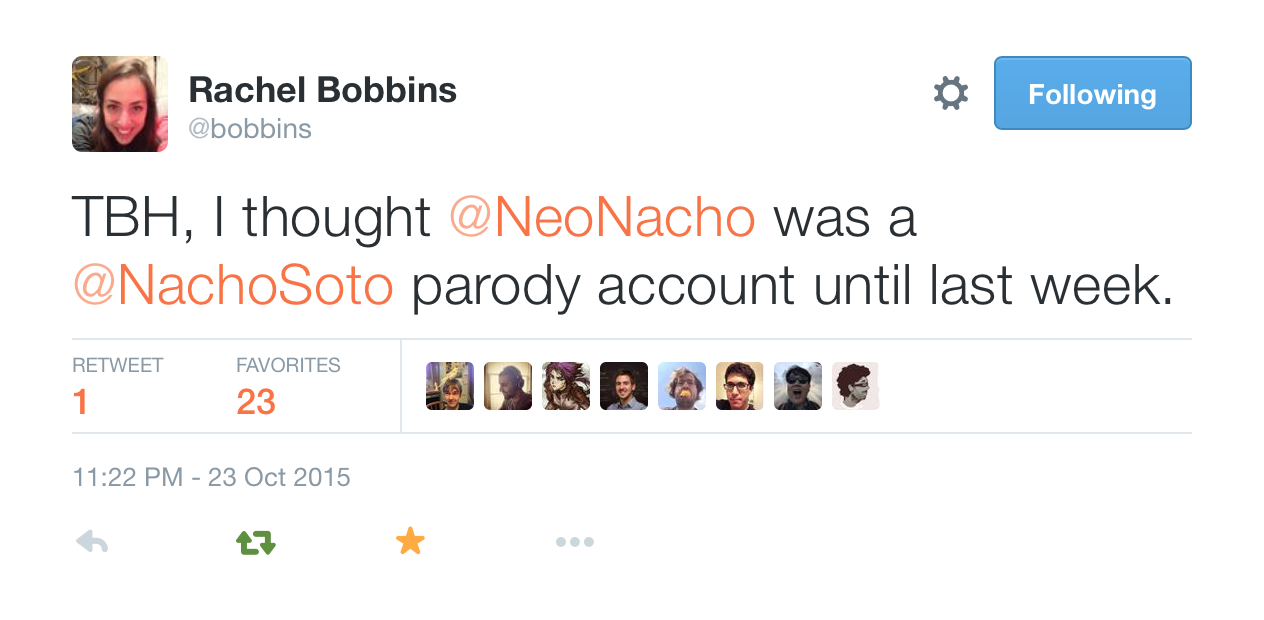 Rachel Bobbins
@bobbins
Following
TBH, I thought @NeoNacho was a
@NachoSoto parody account until last week.
RETWEET FAVORITES
1 23
11:22 PM - 23 Oct 2015